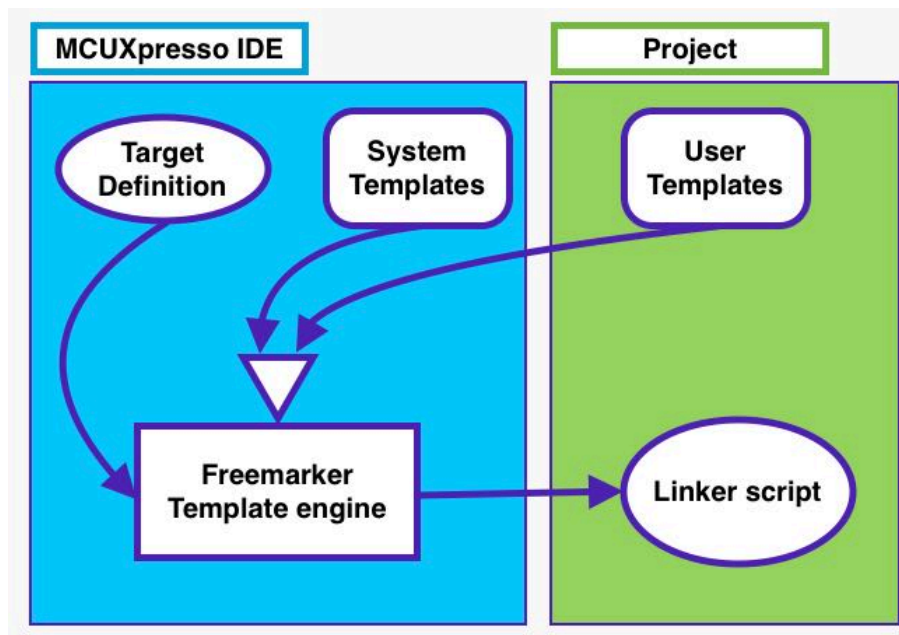 MCUXpresso IDE
Project
Target
Definition
System
Templates
User
Templates
Freemarker
Template engine
Linker script